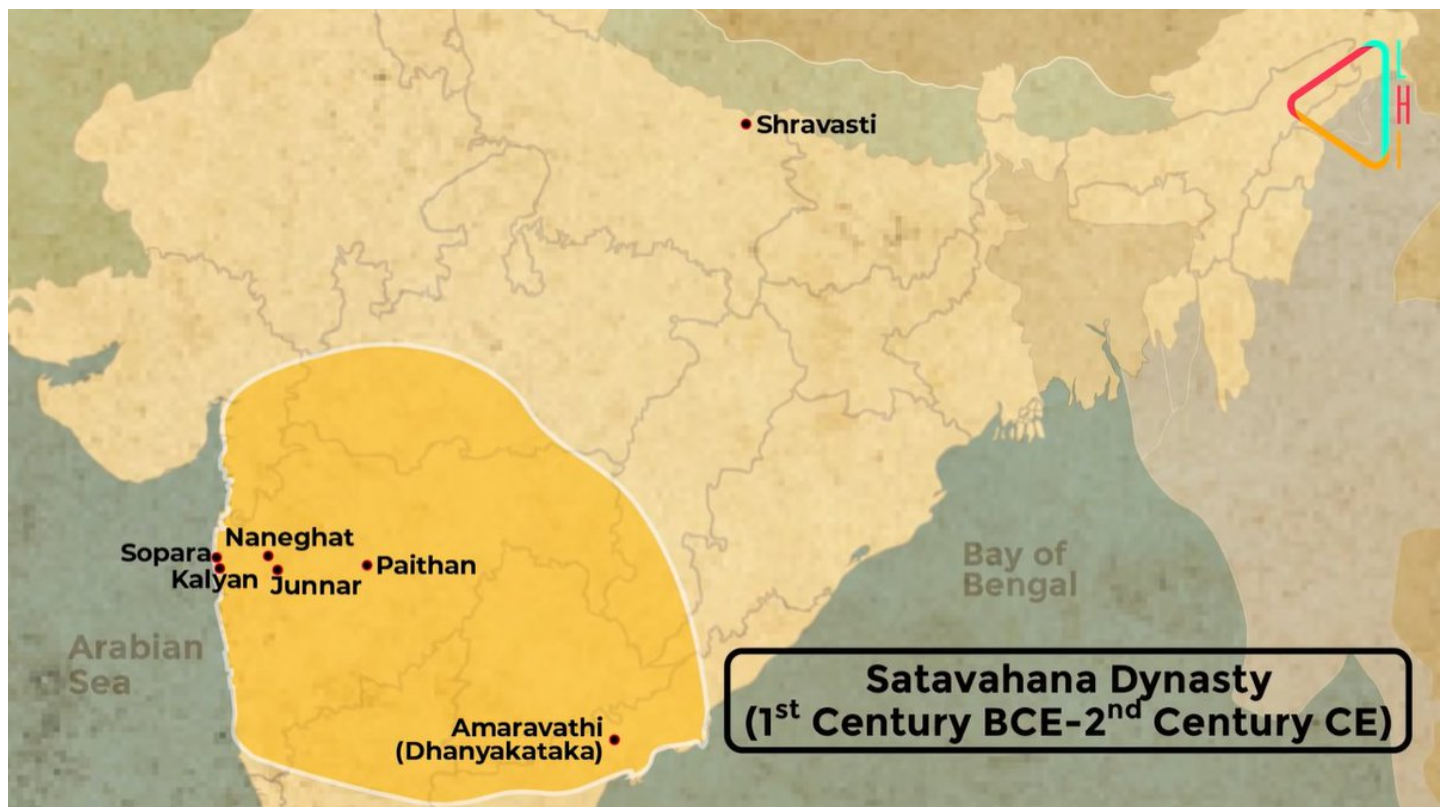 L
H
I
Shravasti
Naneghat
Sopara
Kalyan
Junnar
Paithan
Bay of
Bengal
Arabian
Sea
Satavahana Dynasty
(1st Century BCE-2nd Century CE)
Amaravathi
(Dhanyakataka)